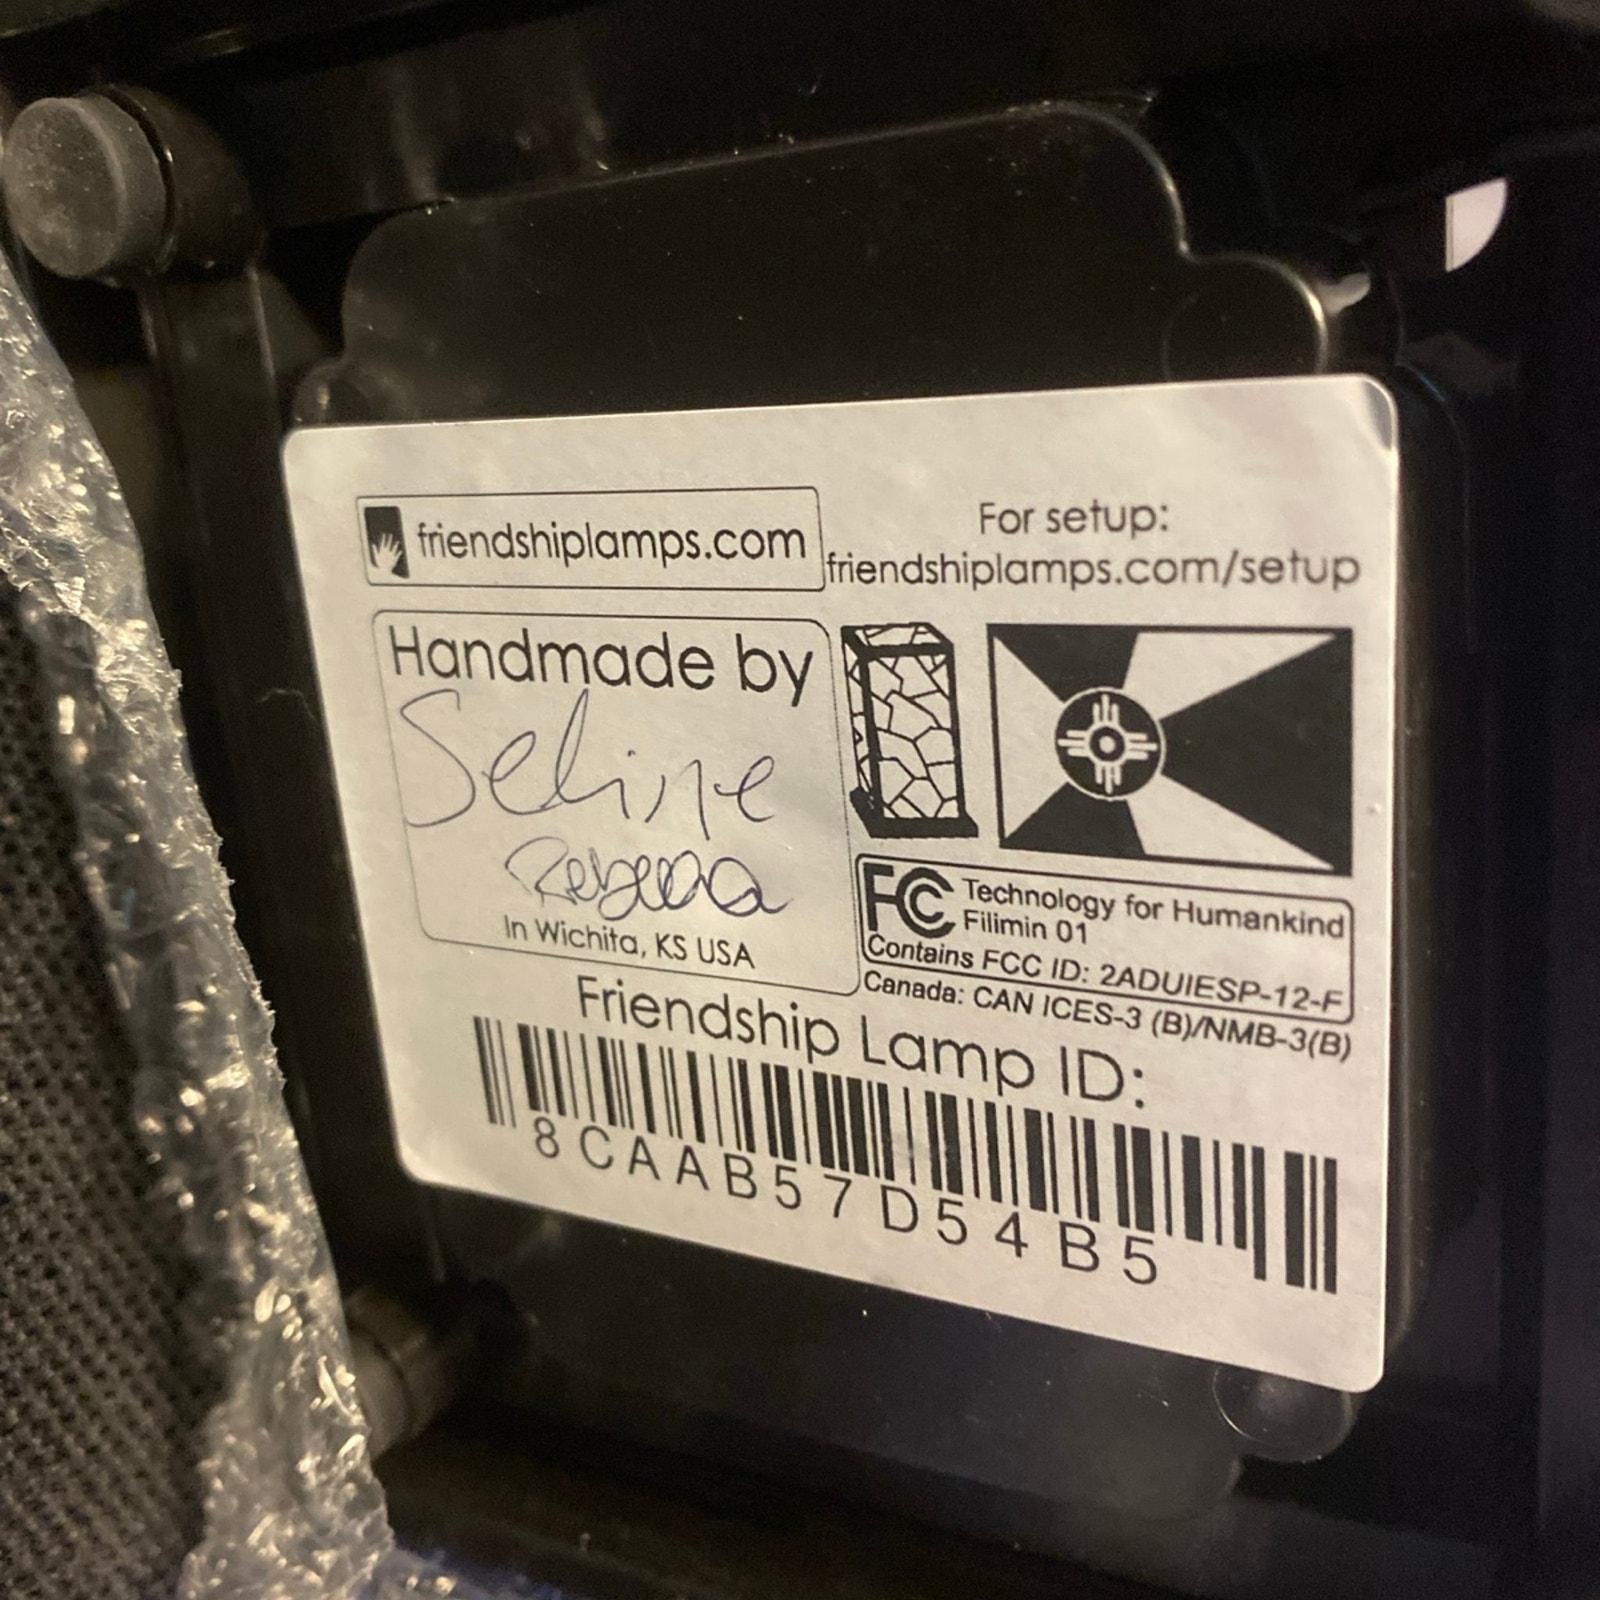 friendshiplamps.com
For setup:
friendshiplamps.com/setup
Handmade by
Seline
Rebecca
In Wichita, KS USA
FC Technology for Humankind
Filimin 01
Contains FCC ID: 2ADUIESP-12-F
Canada: CAN ICES-3 (B)/NMB-3(B)
Friendship Lamp ID:
8CAAB57D54B5